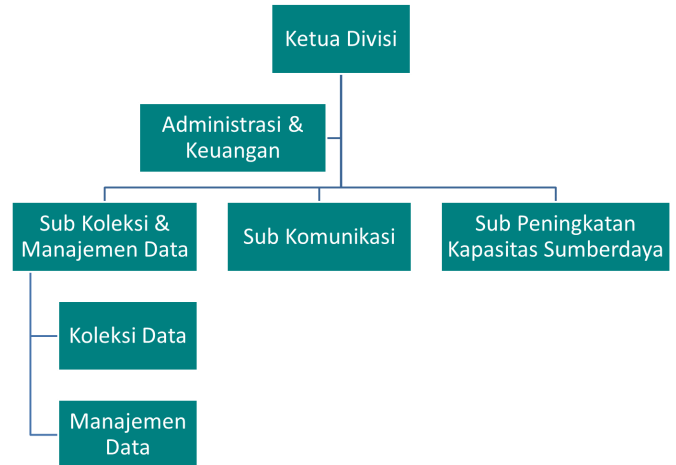 Ketua Divisi
Administrasi &
Keuangan
Sub Koleksi &
Manajemen Data
Sub Komunikasi
Sub Peningkatan
Kapasitas Sumberdaya
Koleksi Data
Manajemen
Data